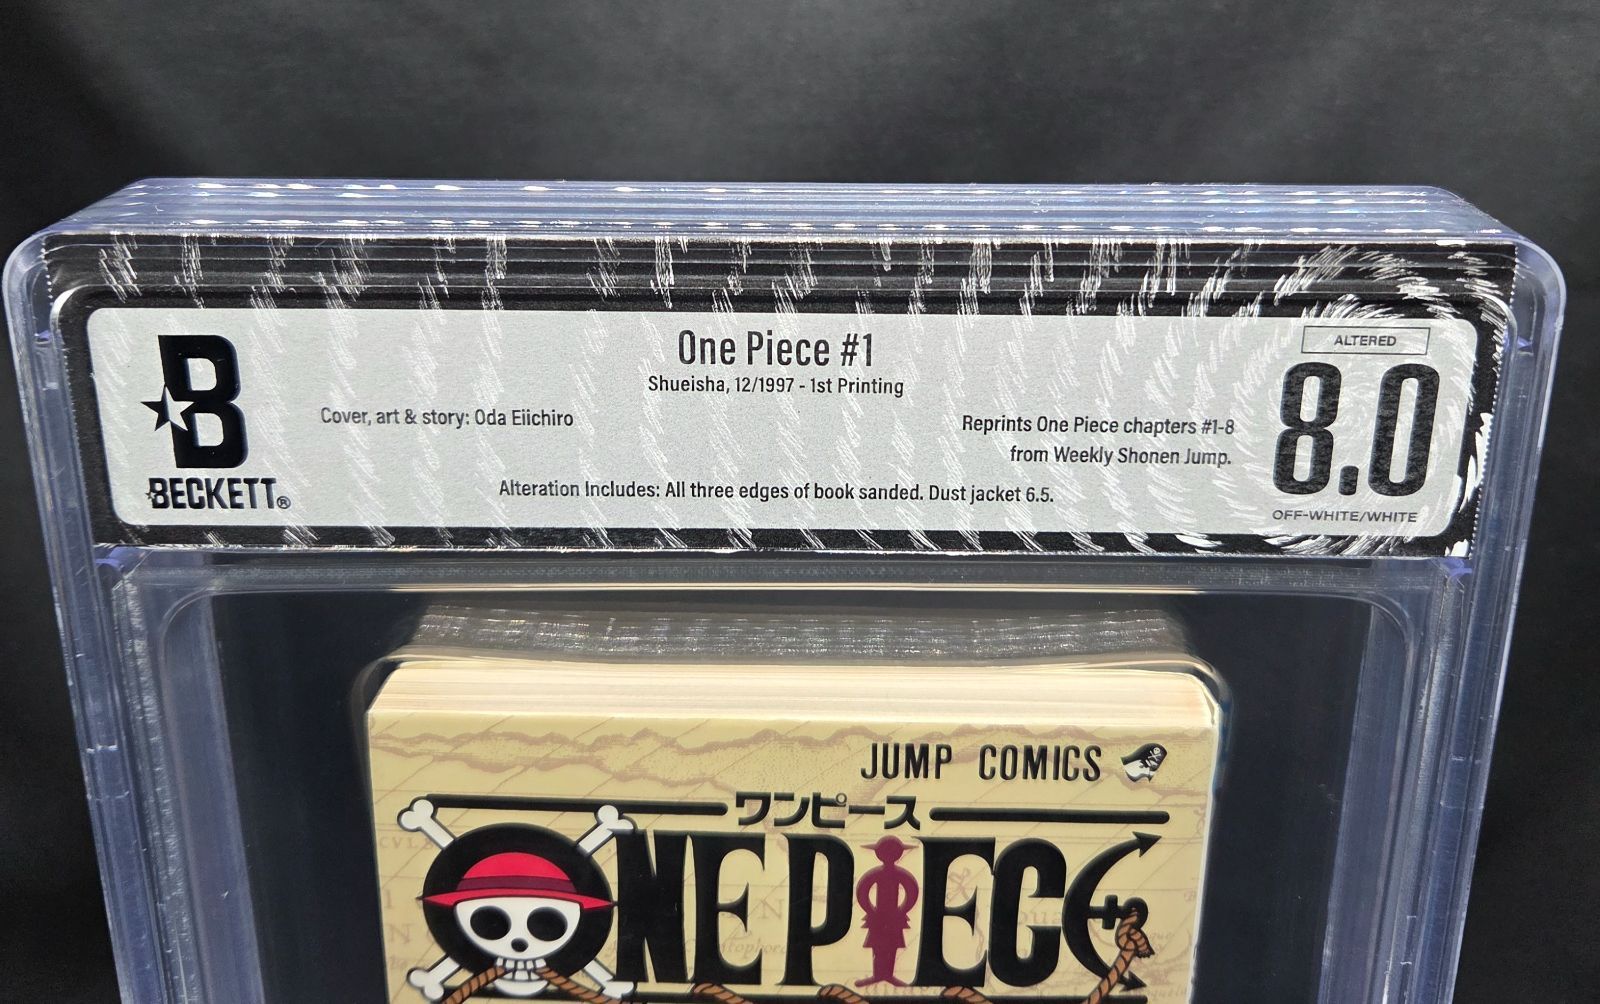 B
BECKETT®
One Piece #1
Shueisha, 12/1997 - 1st Printing
Cover, art & story: Oda Eiichiro
Reprints One Piece chapters #1-8
from Weekly Shonen Jump.
Alteration Includes: All three edges of book sanded. Dust jacket 6.5.
ALTERED
8.0
OFF-WHITE/WHITE
JUMP COMICS
ワンピース
ONE PIECE